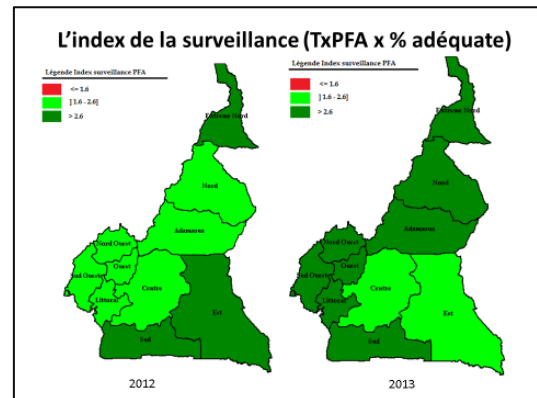 L'index de la surveillance (TxPFA x % adéquate)
Légende Index surveillance PFA
<= 1.6
] 1.6 - 2.6]
> 2.6
Extreme Nord
Nord
Adamaoua
Nord Ouest
Ouest
Sud Ouest
Littoral
Centre
Est
Sud
2012
Légende Index surveillance PFA
<= 1.6
] 1.6 - 2.6]
> 2.6
Extreme Nord
Nord
Adamaoua
Nord Ouest
Ouest
Sud Ouest
Littoral
Centre
Est
Sud
2013